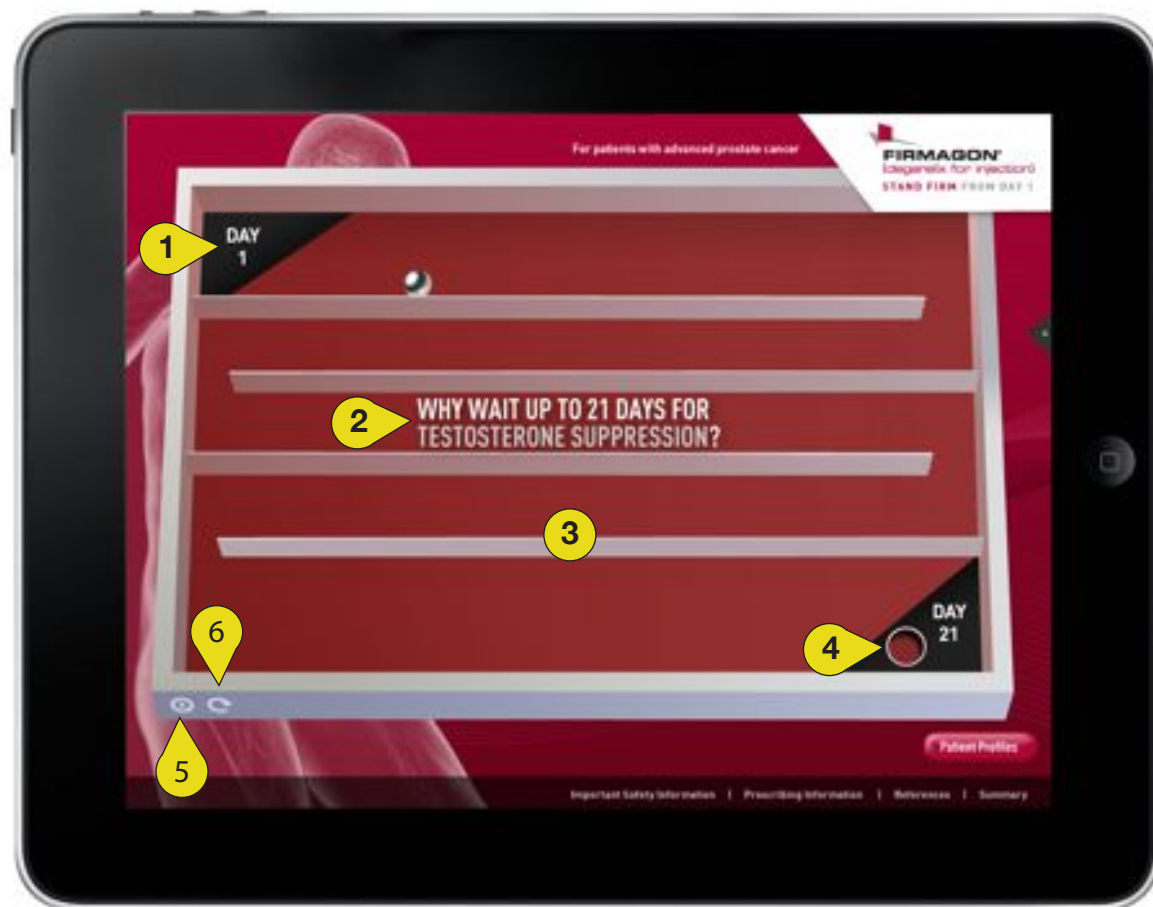 For patients with advanced prostate cancer
FIRMAGON®
(degarelix for injection)
STAND FIRM FROM DAY 1
DAY
1
1
2
WHY WAIT UP TO 21 DAYS FOR
TESTOSTERONE SUPPRESSION?
3
DAY
21
4
6
5
Patient Profiles
Important Safety Information | Prescribing Information | References | Summary